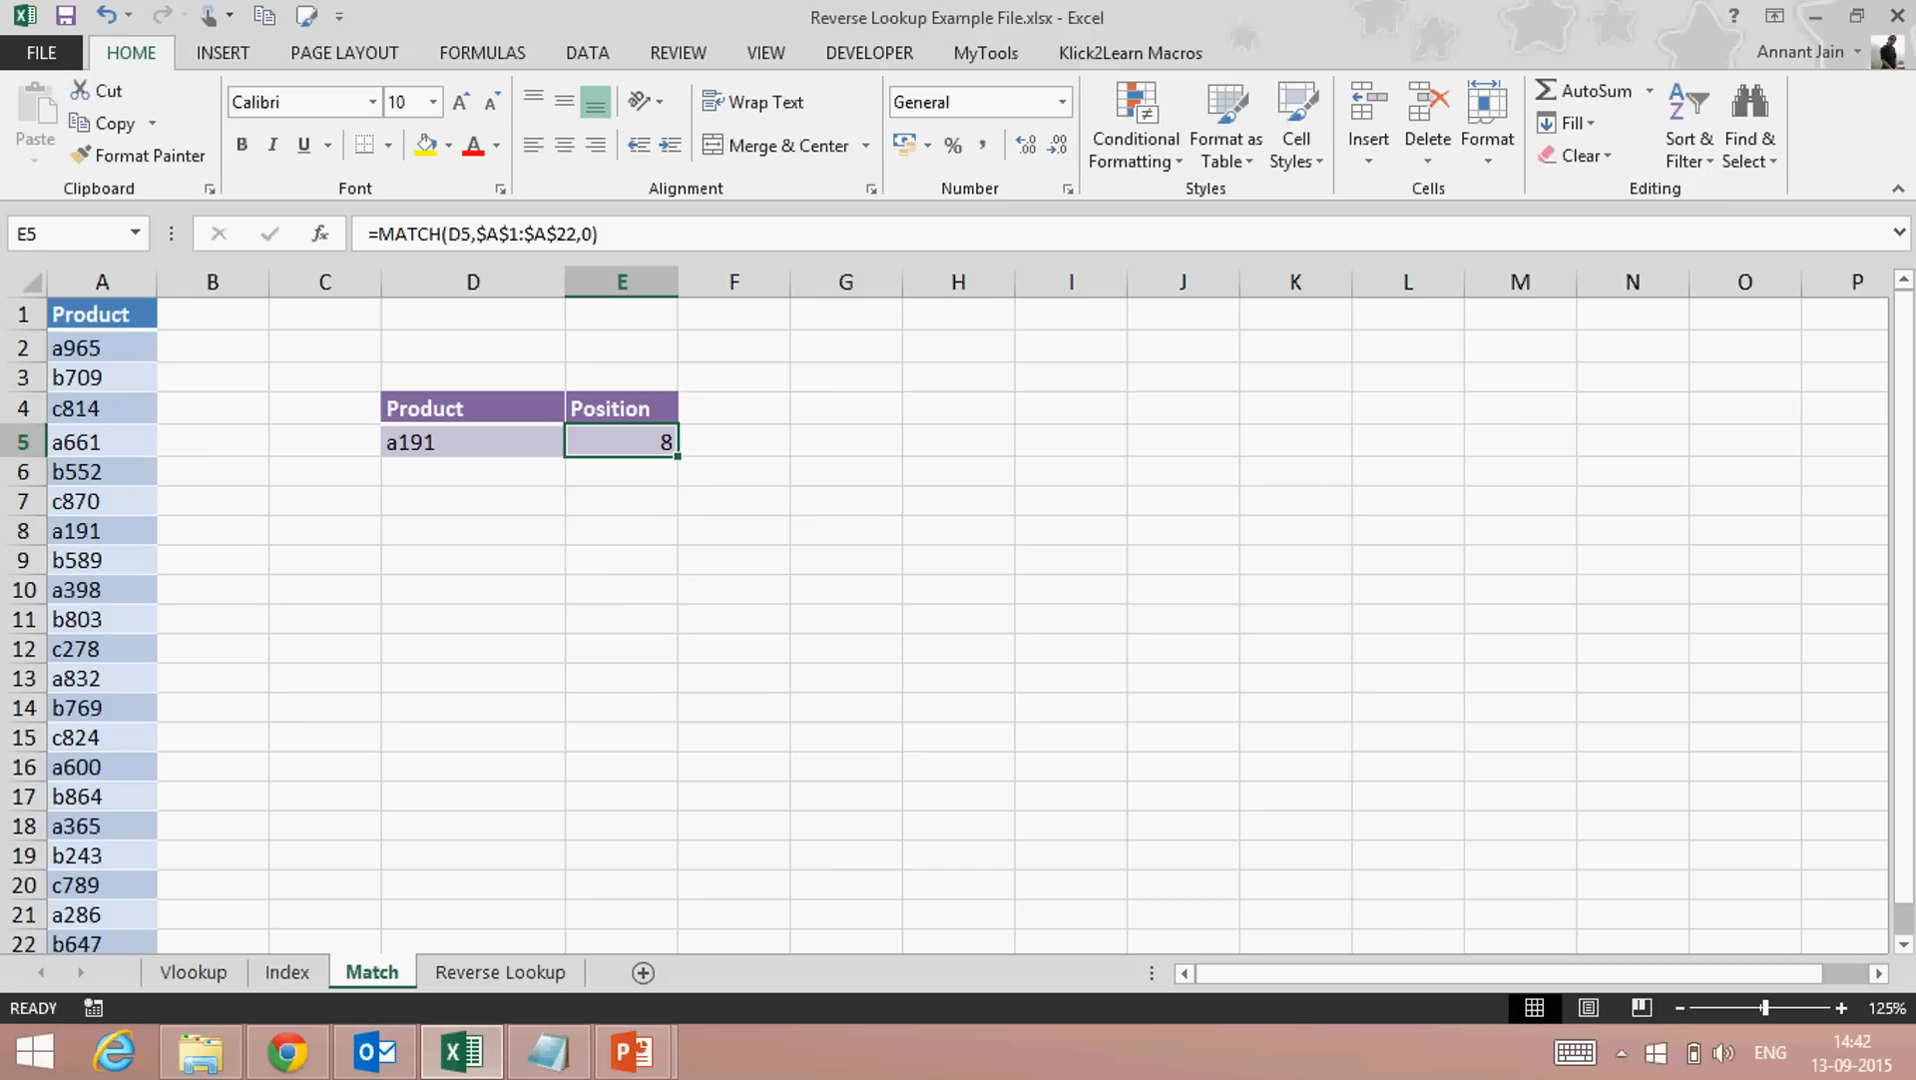 Reverse Lookup Example File.xlsx - Excel
FILE HOME INSERT PAGE LAYOUT FORMULAS DATA REVIEW VIEW DEVELOPER MyTools Klick2Learn Macros Annant Jain
Paste
Cut
Copy
Format Painter
Clipboard
Calibri 10
B I U
Font
Wrap Text
Merge & Center
Alignment
General
%
Number
Conditional Formatting
Format as Table
Cell Styles
Styles
Insert
Delete
Format
Cells
AutoSum
Fill
Clear
Sort & Filter
Find & Select
Editing
E5 fx =MATCH(D5,$A$1:$A$22,0)
A B C D E F G H I J K L M N O P
1 Product
2 a965
3 b709
4 c814 Product Position
5 a661 a191 8
6 b552
7 c870
8 a191
9 b589
10 a398
11 b803
12 c278
13 a832
14 b769
15 c824
16 a600
17 b864
18 a365
19 b243
20 c789
21 a286
22 b647
Vlookup Index Match Reverse Lookup
READY 125%
ENG 14:42
13-09-2015